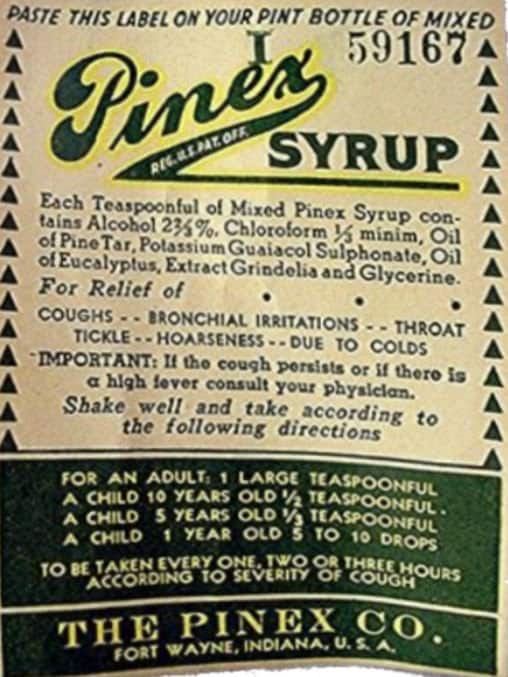 PASTE THIS LABEL ON YOUR PINT BOTTLE OF MIXED
I 59167
Pinex
REG. U.S. PAT. OFF.
SYRUP
Each Teaspoonful of Mixed Pinex Syrup con-
tains Alcohol 2⅖%, Chloroform ⅓ minim, Oil
of Pine Tar, Potassium Guaiacol Sulphonate, Oil
of Eucalyptus, Extract Grindelia and Glycerine.
For Relief of
COUGHS - - BRONCHIAL IRRITATIONS - - THROAT
TICKLE - - HOARSENESS - - DUE TO COLDS
IMPORTANT: If the cough persists or if there is
a high fever consult your physician.
Shake well and take according to
the following directions
FOR AN ADULT: 1 LARGE TEASPOONFUL
A CHILD 10 YEARS OLD ½ TEASPOONFUL.
A CHILD 5 YEARS OLD ⅓ TEASPOONFUL
A CHILD 1 YEAR OLD 5 TO 10 DROPS
TO BE TAKEN EVERY ONE, TWO OR THREE HOURS
ACCORDING TO SEVERITY OF COUGH
THE PINEX CO.
FORT WAYNE, INDIANA, U. S. A.